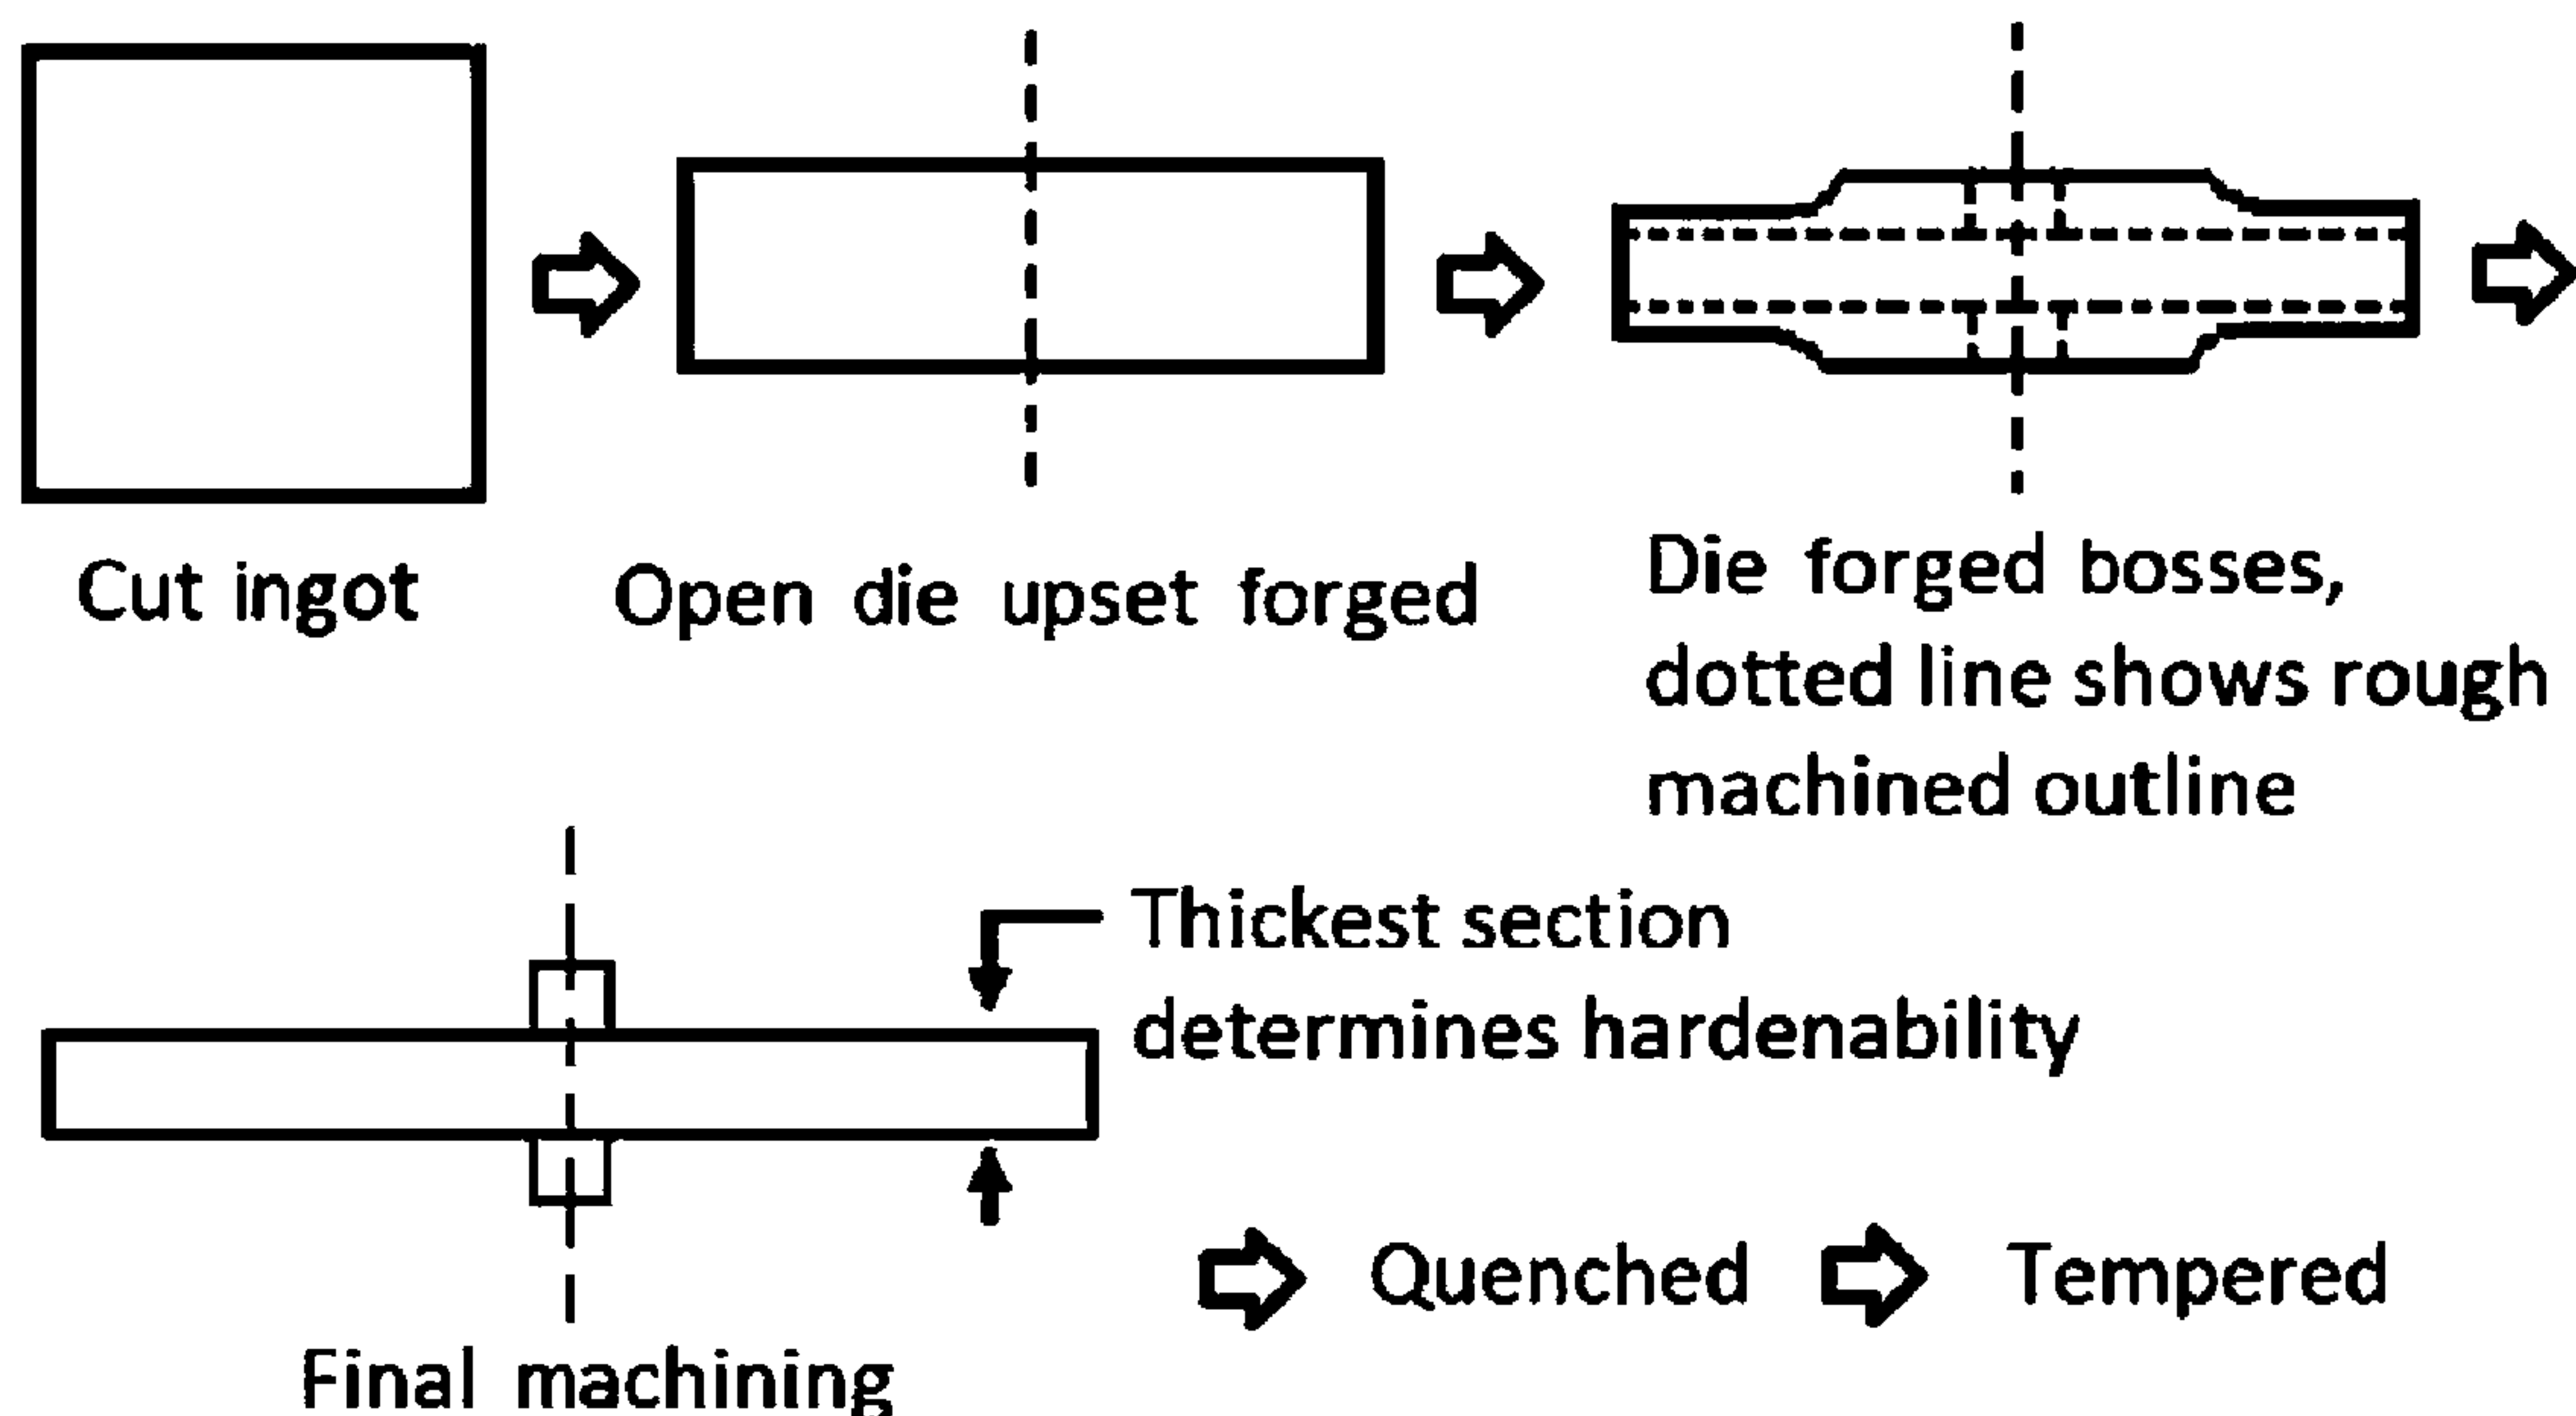 Cut ingot
Open die upset forged
Die forged bosses,
dotted line shows rough
machined outline
Thickest section
determines hardenability
Quenched
Tempered
Final machining